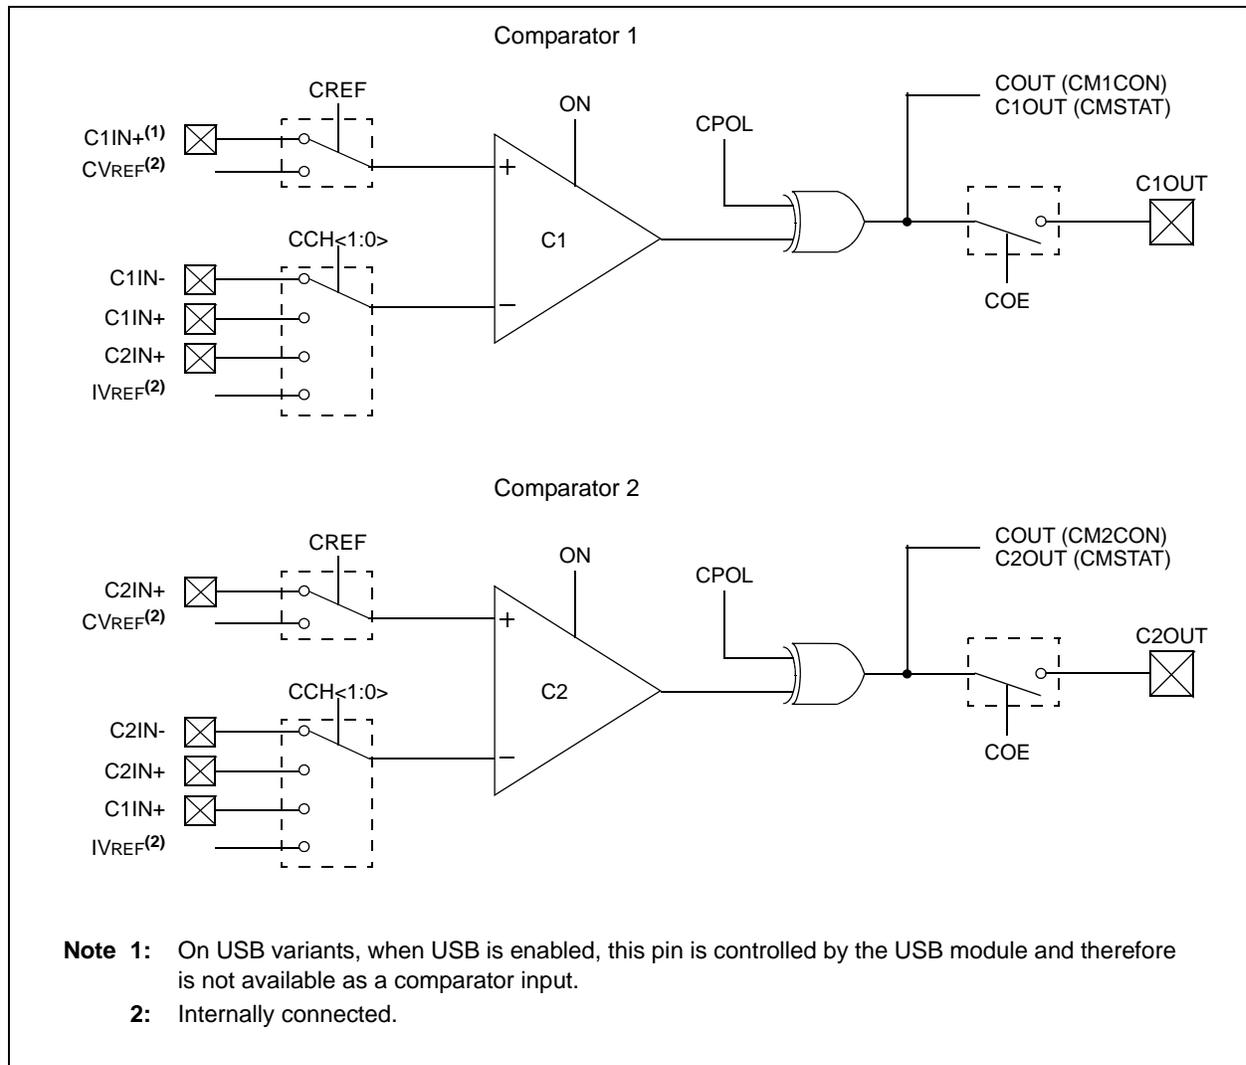 Comparator 1
CREF
ON
COUT (CM1CON)
C1OUT (CMSTAT)
CPOL
C1IN+(1)
CVREF(2)
+
C1OUT
CCH<1:0>
C1
C1IN-
C1IN+
–
COE
C2IN+
IVREF(2)
Comparator 2
CREF
ON
COUT (CM2CON)
C2OUT (CMSTAT)
CPOL
C2IN+
CVREF(2)
+
C2OUT
CCH<1:0>
C2
C2IN-
C2IN+
–
COE
C1IN+
IVREF(2)
Note 1: On USB variants, when USB is enabled, this pin is controlled by the USB module and therefore
is not available as a comparator input.
2: Internally connected.